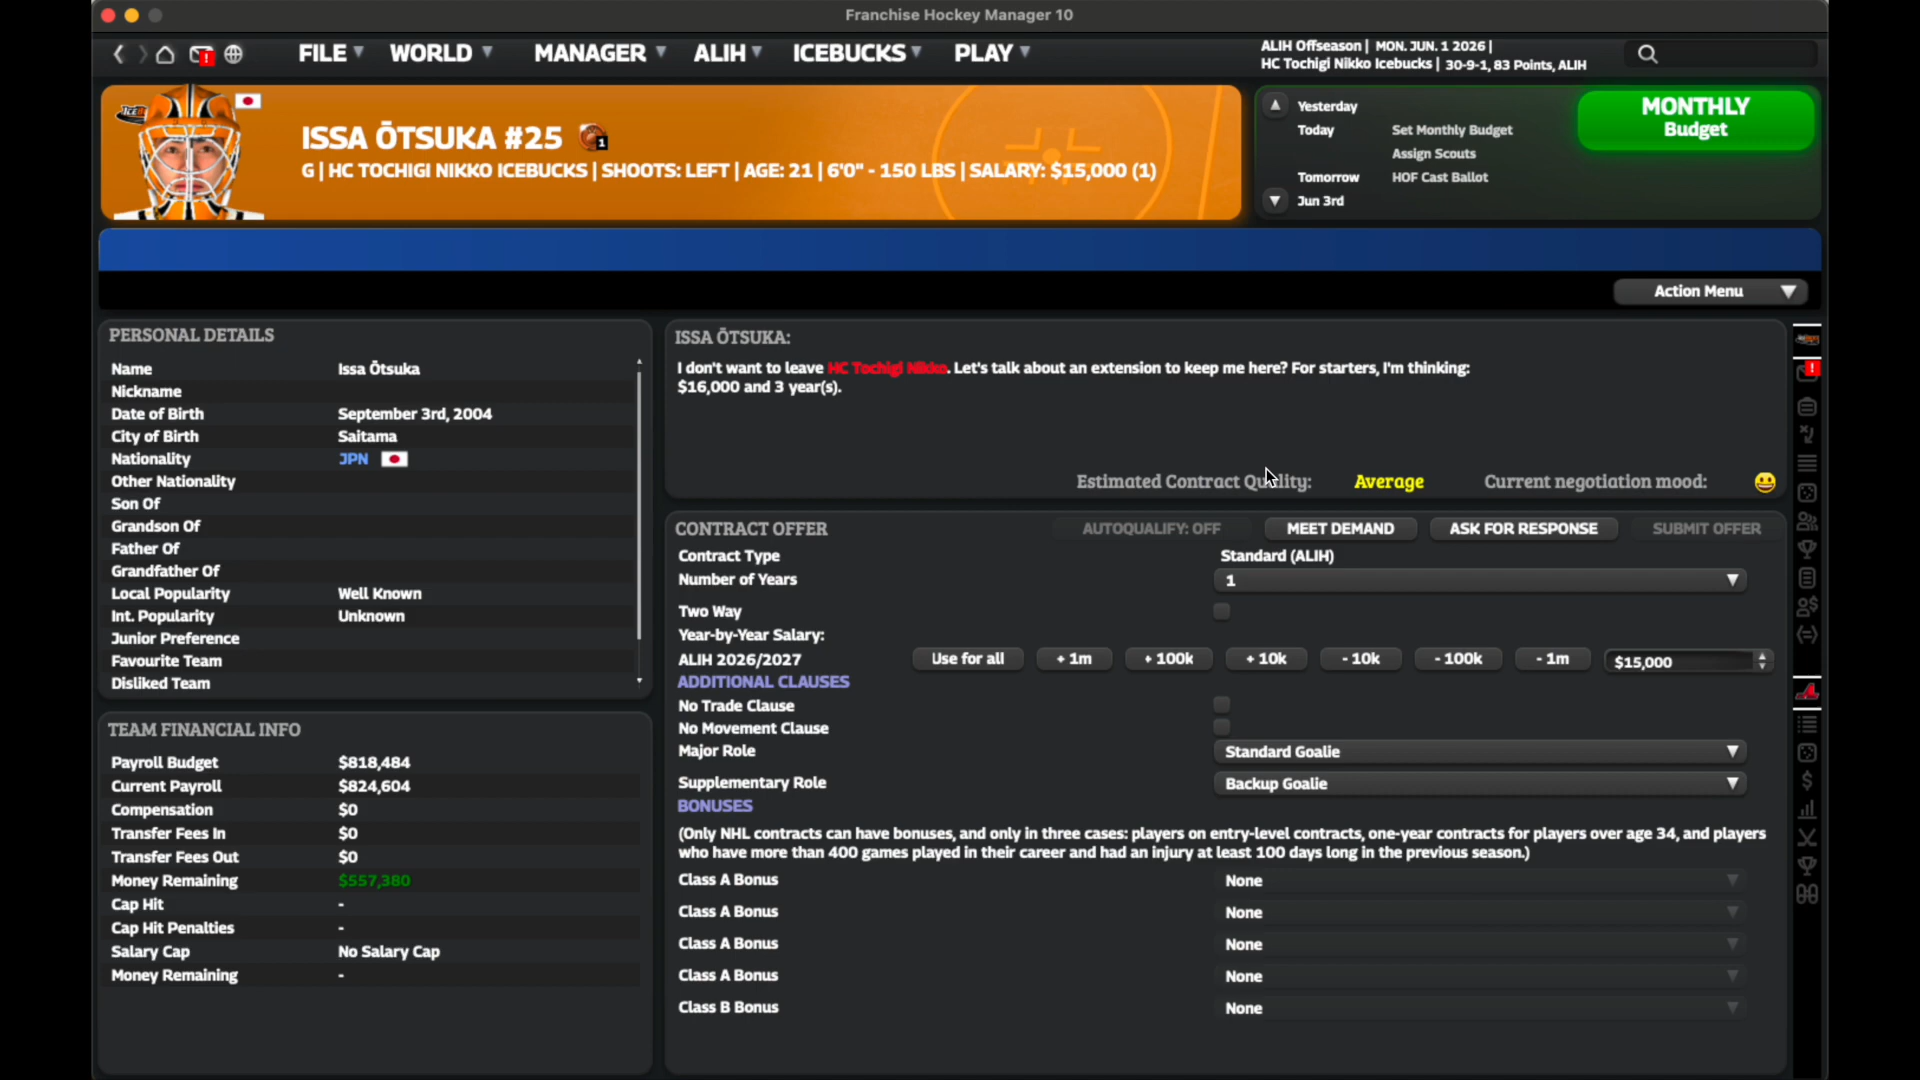 Franchise Hockey Manager 10
FILE WORLD MANAGER ALIH ICEBUCKS PLAY
ALIH Offseason | MON. JUN. 1 2026 |
HC Tochigi Nikko Icebucks | 30-9-1, 83 Points, ALIH
ISSA ŌTSUKA #25
1
G | HC TOCHIGI NIKKO ICEBUCKS | SHOOTS: LEFT | AGE: 21 | 6'0" - 150 LBS | SALARY: $15,000 (1)
Yesterday
Today Set Monthly Budget
Assign Scouts
Tomorrow HOF Cast Ballot
Jun 3rd
MONTHLY
Budget
Action Menu
PERSONAL DETAILS
Name Issa Ōtsuka
Nickname
Date of Birth September 3rd, 2004
City of Birth Saitama
Nationality JPN
Other Nationality
Son Of
Grandson Of
Father Of
Grandfather Of
Local Popularity Well Known
Int. Popularity Unknown
Junior Preference
Favourite Team
Disliked Team
TEAM FINANCIAL INFO
Payroll Budget $818,484
Current Payroll $824,604
Compensation $0
Transfer Fees In $0
Transfer Fees Out $0
Money Remaining $557,380
Cap Hit -
Cap Hit Penalties -
Salary Cap No Salary Cap
Money Remaining -
ISSA ŌTSUKA:
I don't want to leave HC Tochigi Nikko. Let's talk about an extension to keep me here? For starters, I'm thinking:
$16,000 and 3 year(s).
Estimated Contract Quality: Average Current negotiation mood:
CONTRACT OFFER AUTOQUALIFY: OFF MEET DEMAND ASK FOR RESPONSE SUBMIT OFFER
Contract Type Standard (ALIH)
Number of Years 1
Two Way
Year-by-Year Salary:
ALIH 2026/2027 Use for all + 1m + 100k + 10k - 10k - 100k - 1m $15,000
ADDITIONAL CLAUSES
No Trade Clause
No Movement Clause
Major Role Standard Goalie
Supplementary Role Backup Goalie
BONUSES
(Only NHL contracts can have bonuses, and only in three cases: players on entry-level contracts, one-year contracts for players over age 34, and players
who have more than 400 games played in their career and had an injury at least 100 days long in the previous season.)
Class A Bonus None
Class A Bonus None
Class A Bonus None
Class A Bonus None
Class B Bonus None